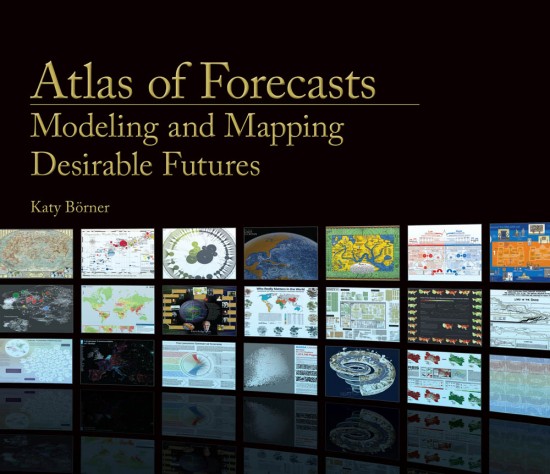 Atlas of Forecasts
Modeling and Mapping
Desirable Futures
Katy Börner